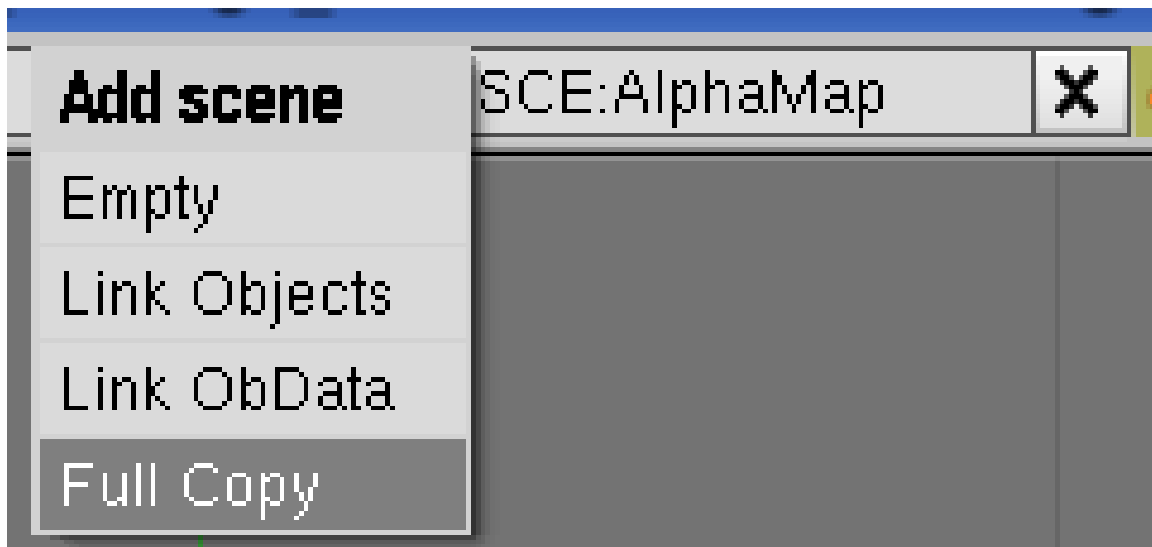 Add scene
SCE:AlphaMap
Empty
Link Objects
Link ObData
Full Copy